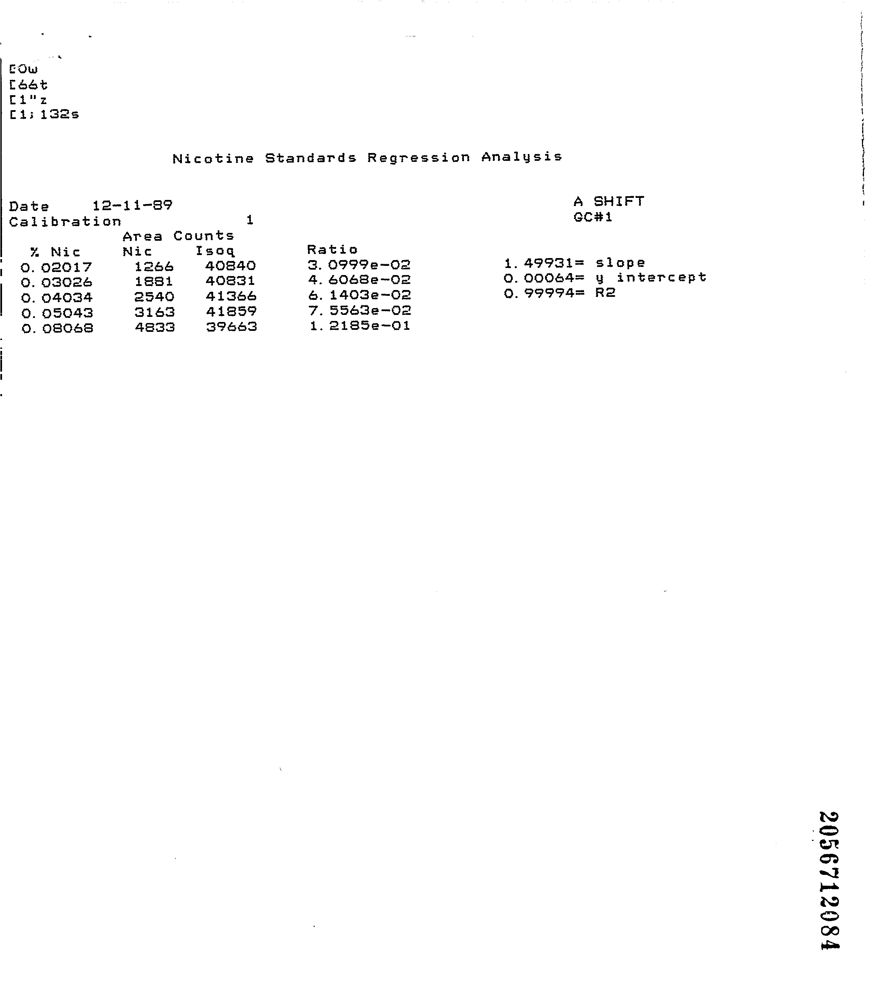 [0w
[66t
[1"z
[1;132s
Nicotine Standards Regression Analysis
Date 12-11-89 A SHIFT
Calibration 1 GC#1
Area Counts
% Nic Nic Isoq Ratio
0.02017 1266 40840 3.0999e-02 1.49931= slope
0.03026 1881 40831 4.6068e-02 0.00064= y intercept
0.04034 2540 41366 6.1403e-02 0.99994= R2
0.05043 3163 41859 7.5563e-02
0.08068 4833 39663 1.2185e-01
2056712084